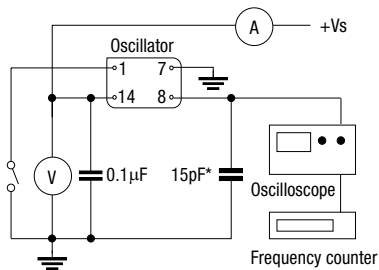 A
+Vs
Oscillator
1 7
14 8
V
0.1µF
15pF*
Oscilloscope
Frequency counter